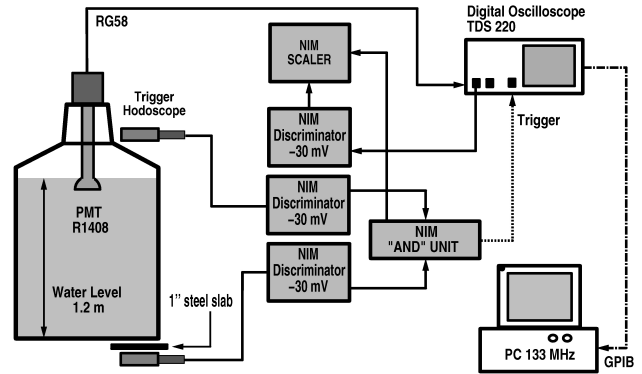 RG58
Digital Oscilloscope
TDS 220
NIM
SCALER
Trigger
Hodoscope
NIM
Discriminator
−30 mV
Trigger
NIM
Discriminator
−30 mV
PMT
R1408
NIM
"AND" UNIT
NIM
Discriminator
−30 mV
Water Level
1.2 m
1'' steel slab
PC 133 MHz
GPIB